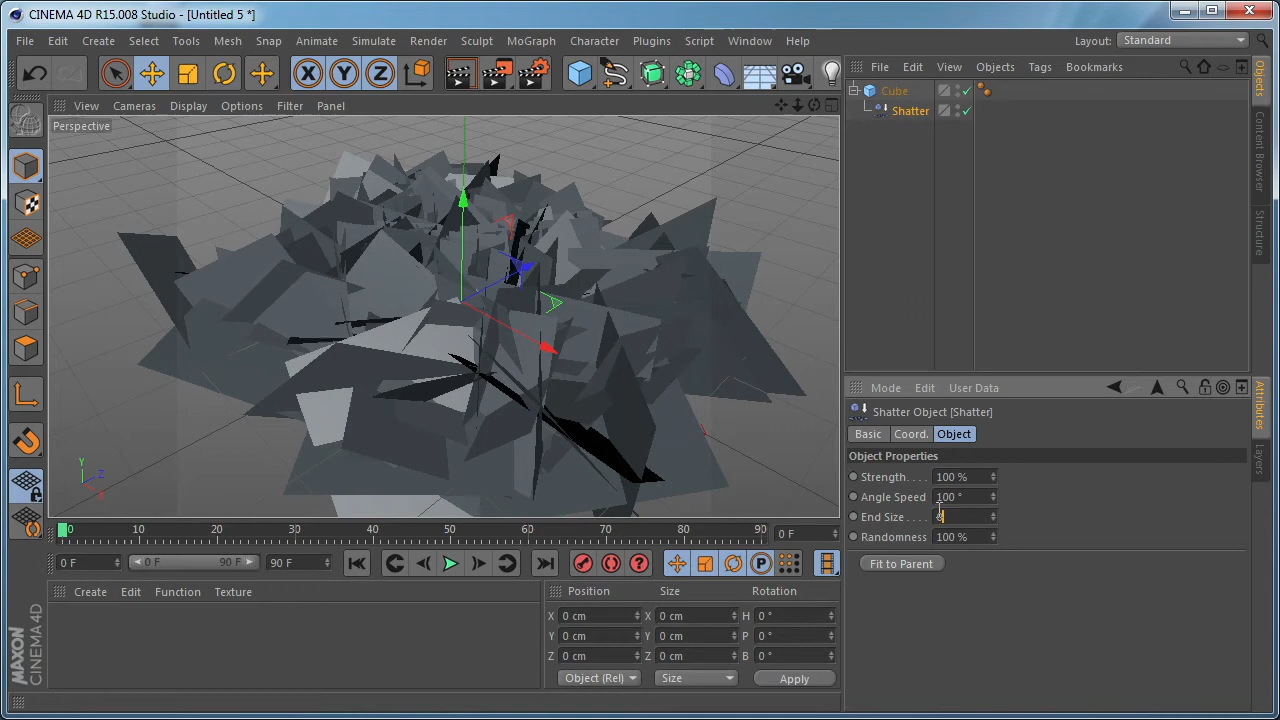 CINEMA 4D R15.008 Studio - [Untitled 5 *]
File Edit Create Select Tools Mesh Snap Animate Simulate Render Sculpt MoGraph Character Plugins Script Window Help Layout: Standard
X Y Z
File Edit View Objects Tags Bookmarks
Cube
Shatter
Objects
Content Browser
Structure
View Cameras Display Options Filter Panel
Perspective
Y
Z
X
Mode Edit User Data
Shatter Object [Shatter]
Basic Coord. Object
Object Properties
Strength. . . . 100 %
Angle Speed 100 °
End Size . . . .
Randomness 100 %
Fit to Parent
Attributes
Layers
0 10 20 30 40 50 60 70 80 90 0 F
0 F 0 F 90 F 90 F
P
Create Edit Function Texture
Position Size Rotation
X 0 cm X 0 cm H 0 °
Y 0 cm Y 0 cm P 0 °
Z 0 cm Z 0 cm B 0 °
Object (Rel) Size Apply
MAXON
CINEMA 4D